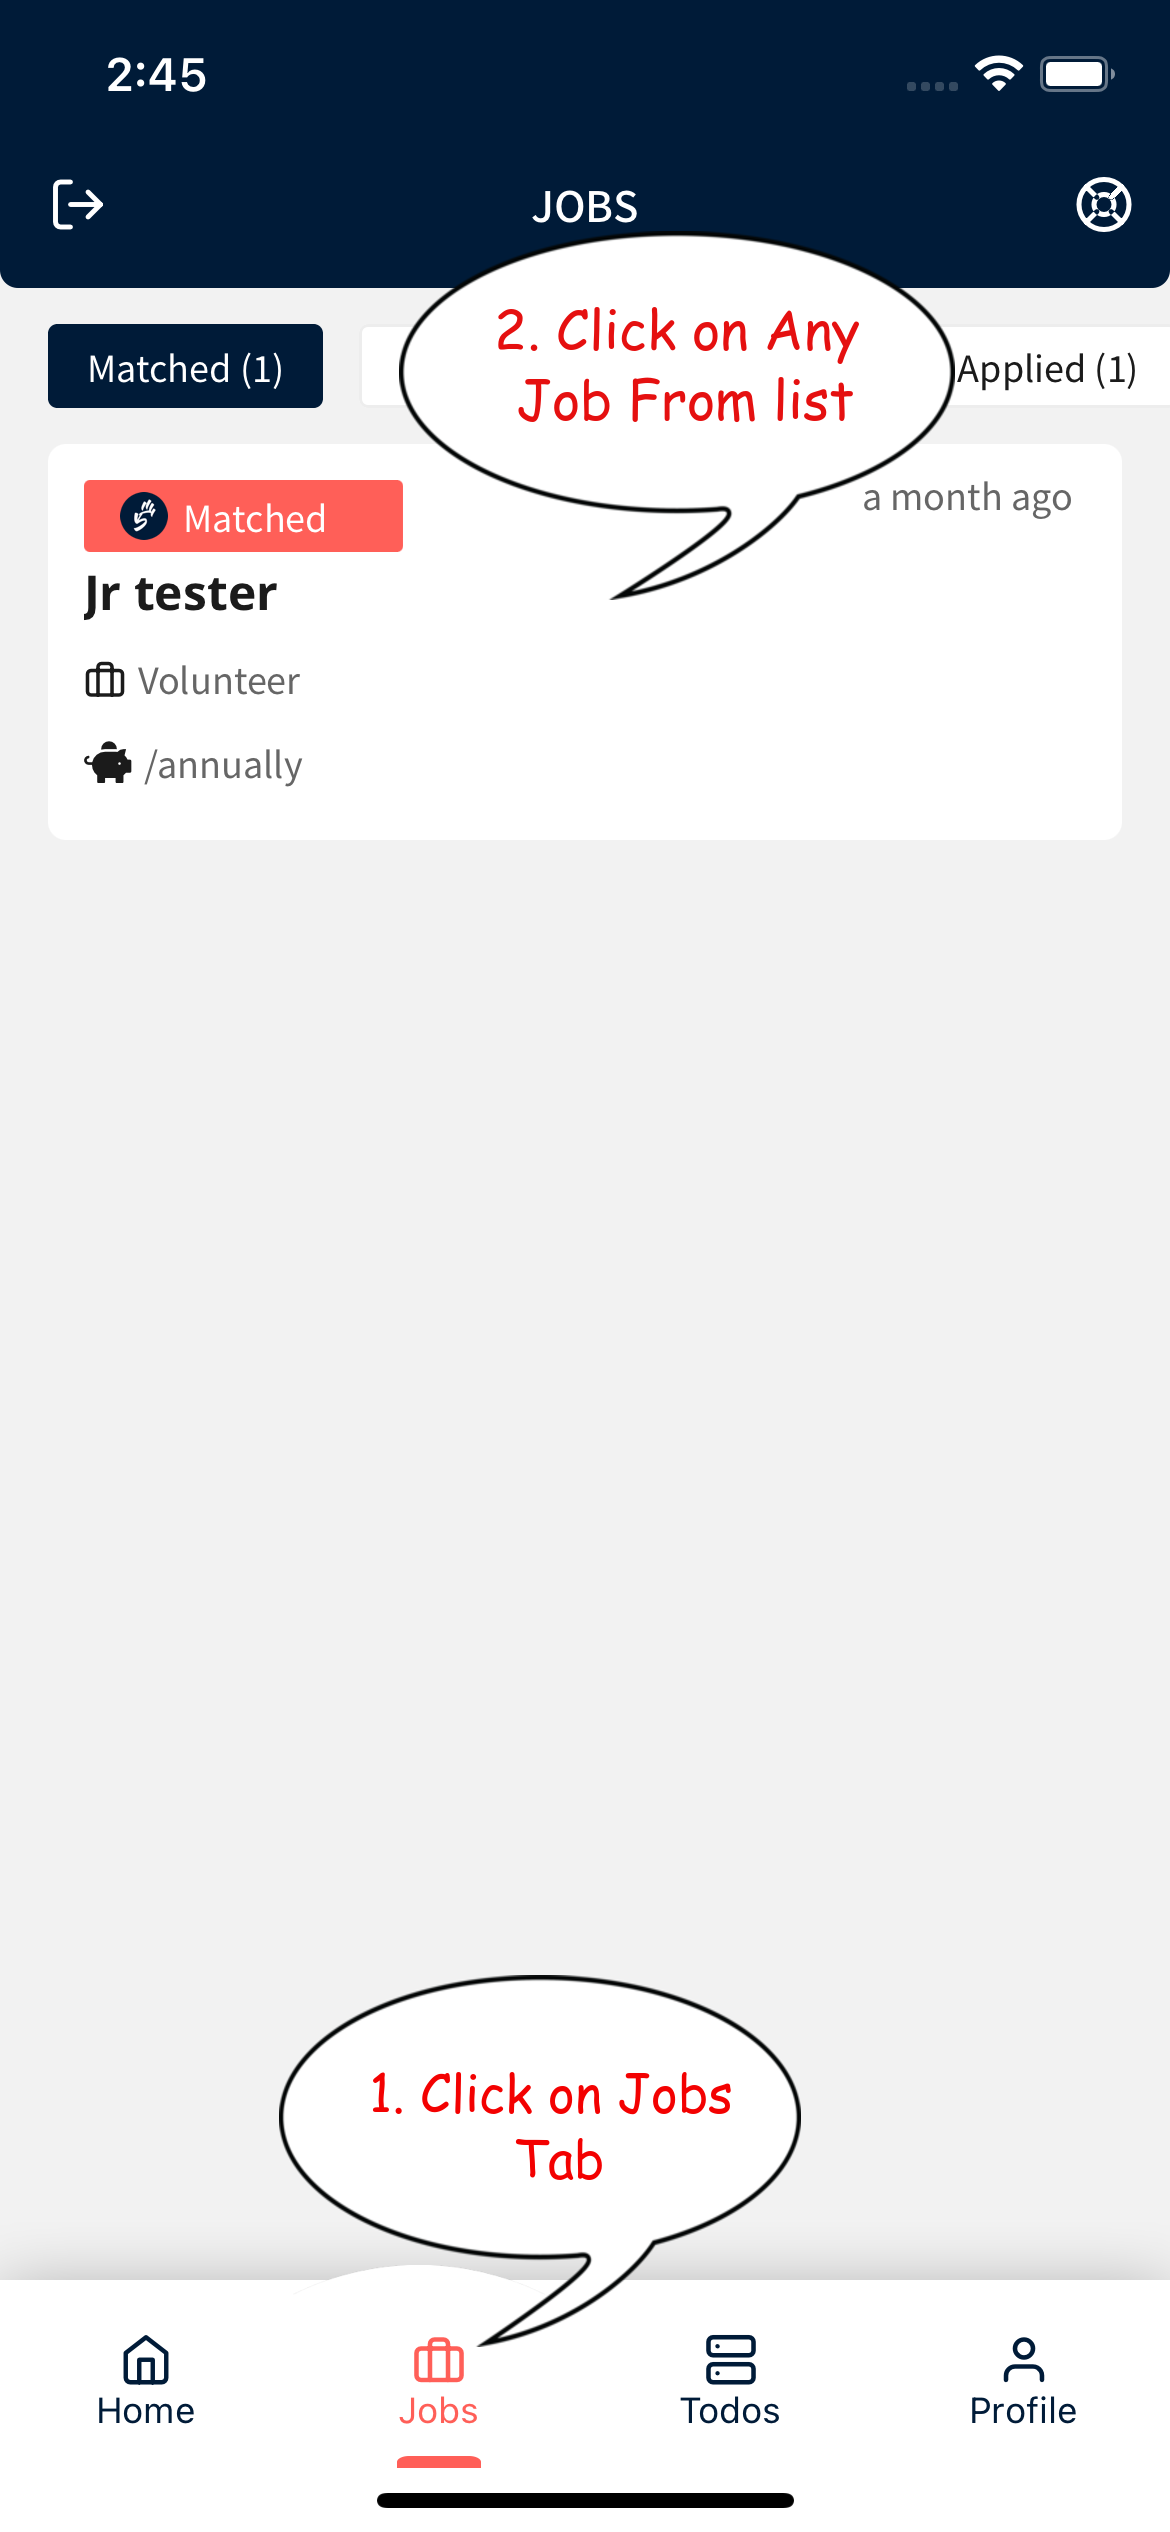 2:45
JOBS
2. Click on Any
Job From list
Matched (1)
Applied (1)
Matched
a month ago
Jr tester
Volunteer
/annually
1. Click on Jobs
Tab
Home
Jobs
Todos
Profile